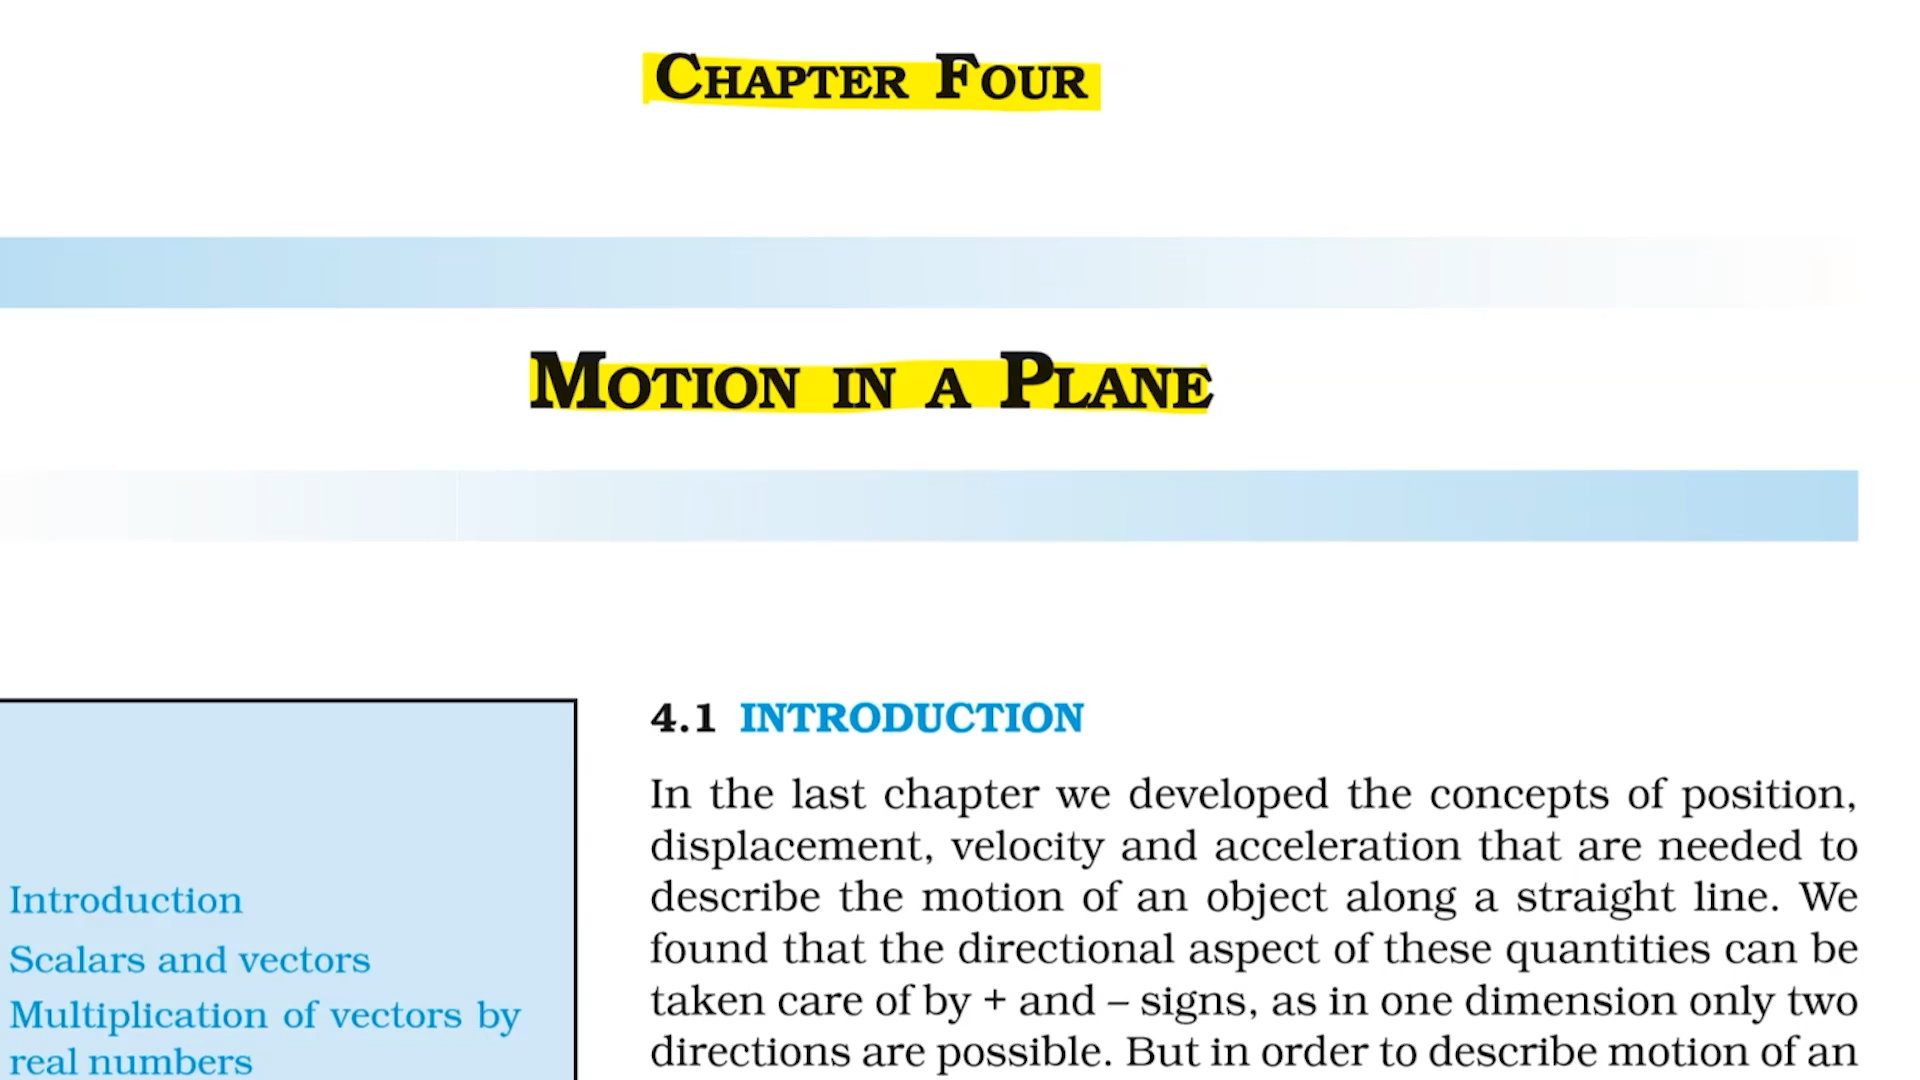 CHAPTER FOUR
MOTION IN A PLANE
4.1 INTRODUCTION
In the last chapter we developed the concepts of position,
displacement, velocity and acceleration that are needed to
describe the motion of an object along a straight line. We
found that the directional aspect of these quantities can be
taken care of by + and – signs, as in one dimension only two
directions are possible. But in order to describe motion of an
Introduction
Scalars and vectors
Multiplication of vectors by
real numbers